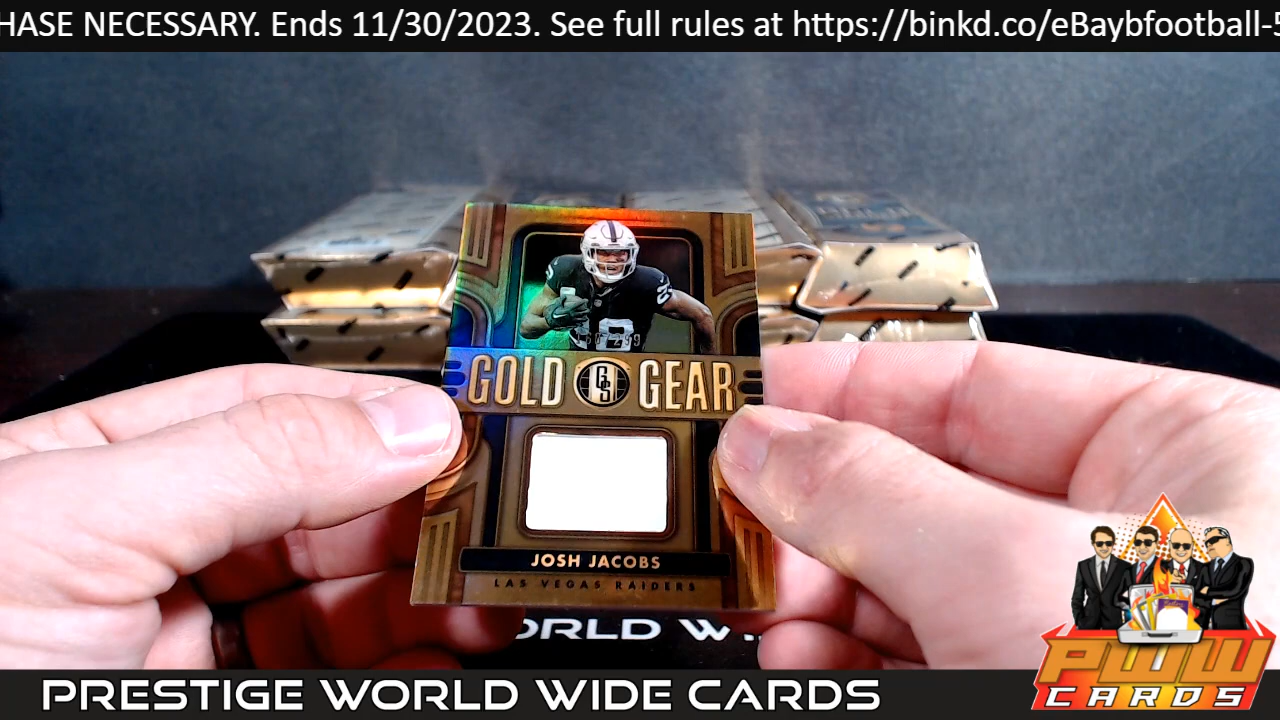 HASE NECESSARY. Ends 11/30/2023. See full rules at https://binkd.co/eBaybfootball-5
GOLD GS GEAR
JOSH JACOBS
LAS VEGAS RAIDERS
ORLD W
PRESTIGE WORLD WIDE CARDS
PWW
CARDS